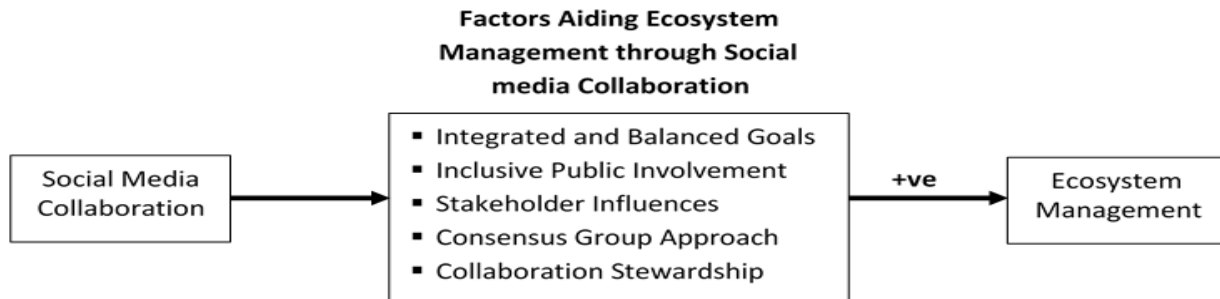 Factors Aiding Ecosystem
Management through Social
media Collaboration
Social Media
Collaboration
▪ Integrated and Balanced Goals
▪ Inclusive Public Involvement
▪ Stakeholder Influences
▪ Consensus Group Approach
▪ Collaboration Stewardship
+ve
Ecosystem
Management